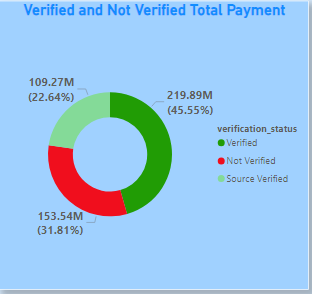 Verified and Not Verified Total Payment
109.27M
(22.64%)
219.89M
(45.55%)
153.54M
(31.81%)
verification_status
Verified
Not Verified
Source Verified